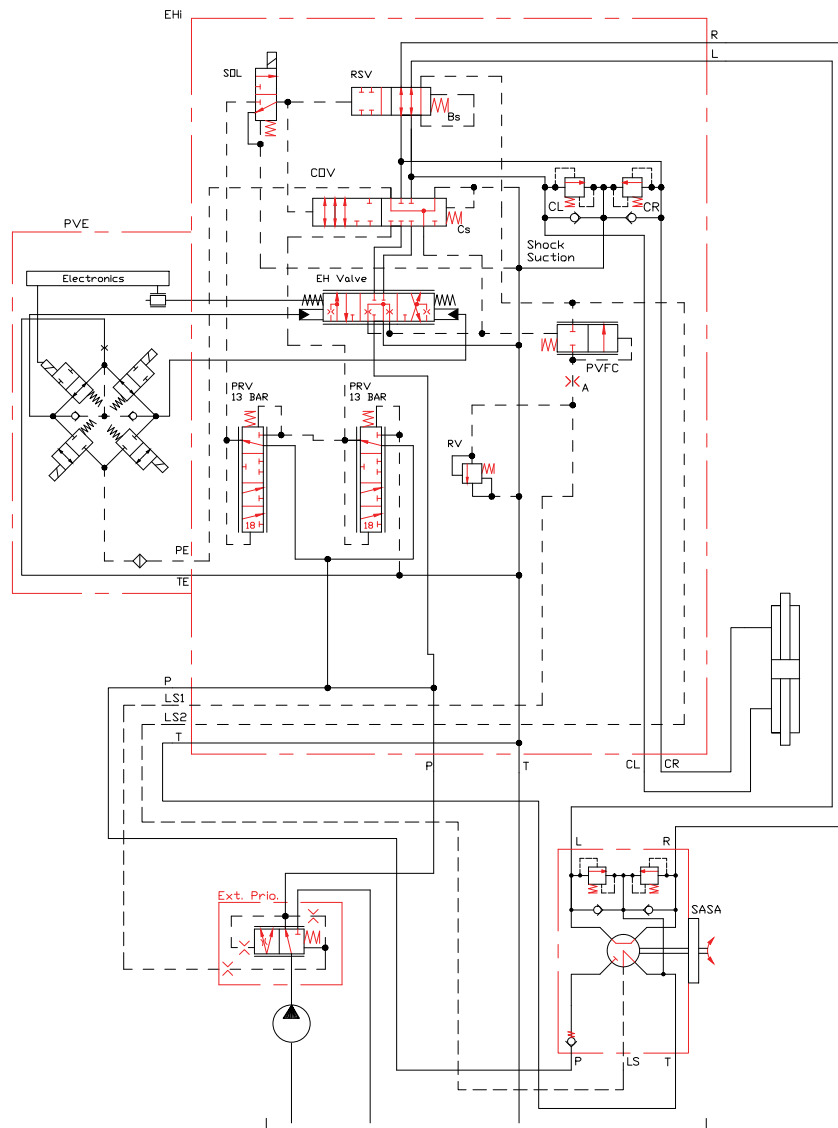 EHi
R
L
SOL
RSV
Bs
COV
CL
CR
Cs
PVE
Shock
Suction
Electronics
EH Valve
PVFC
A
PRV
13 BAR
PRV
13 BAR
RV
18
18
PE
TE
P
LS1
LS2
T
P
T
CL
CR
L
R
Ext. Prio.
SASA
P
LS
T